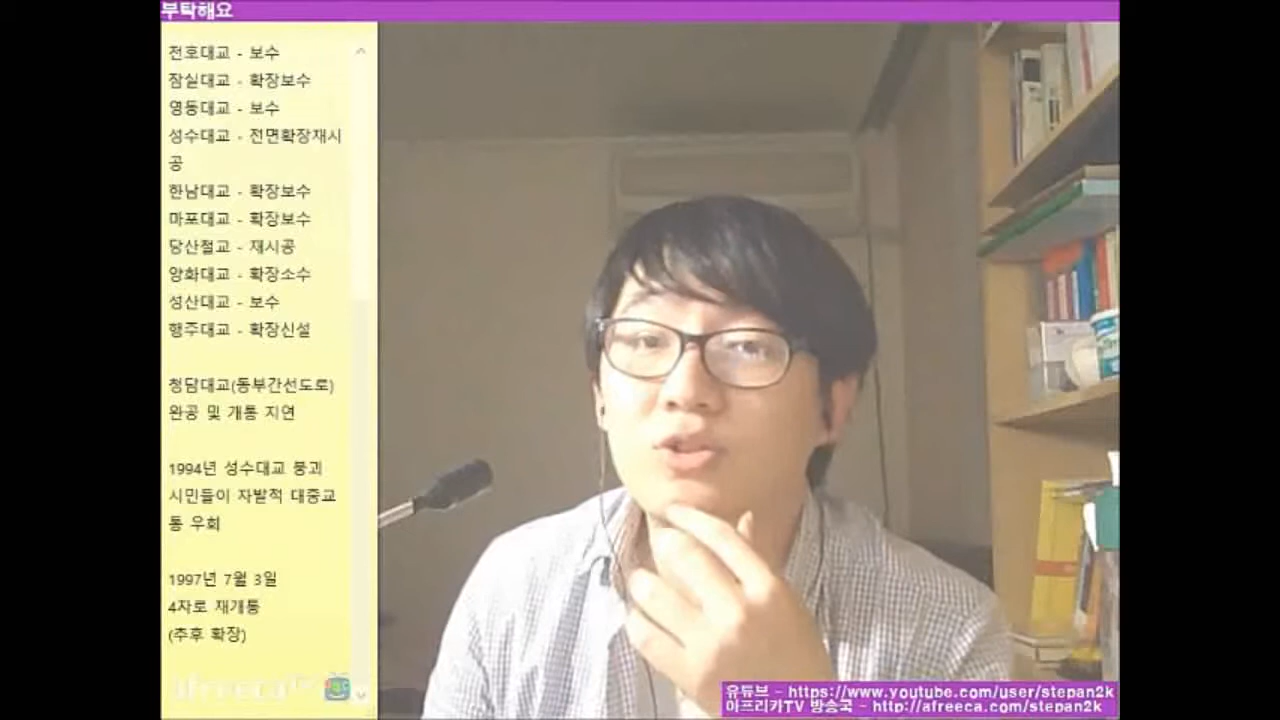 부탁해요
전호대교 - 보수
잠실대교 - 확장보수
영동대교 - 보수
성수대교 - 전면확장재시
공
한남대교 - 확장보수
마포대교 - 확장보수
당산철교 - 재시공
양화대교 - 확장소수
성산대교 - 보수
행주대교 - 확장신설
청담대교(동부간선도로)
완공 및 개통 지연
1994년 성수대교 붕괴
시민들이 자발적 대중교
통 우회
1997년 7월 3일
4자로 재개통
(추후 확장)
afreecaTV
유튜브 - https://www.youtube.com/user/stepan2k
아프리카TV 방송국 - http://afreeca.com/stepan2k